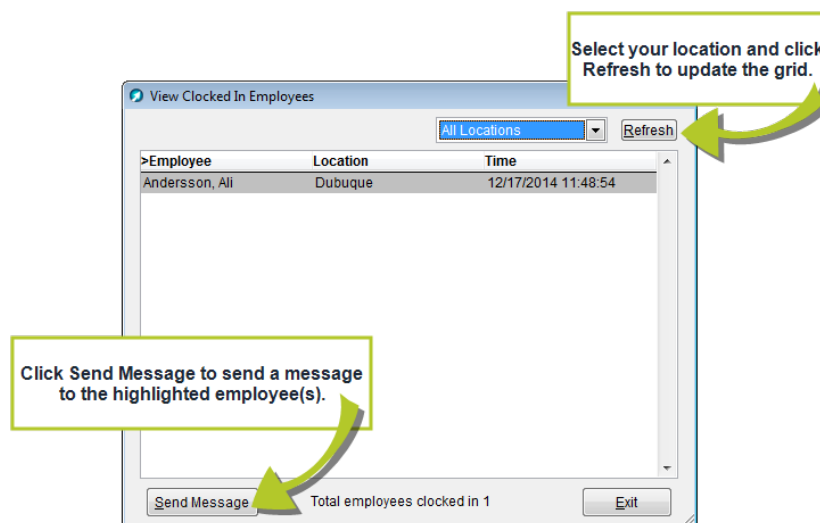 Select your location and click
Refresh to update the grid.
View Clocked In Employees
All Locations
Refresh
>Employee Location Time
Andersson, Ali Dubuque 12/17/2014 11:48:54
Click Send Message to send a message
to the highlighted employee(s).
Send Message Total employees clocked in 1 Exit